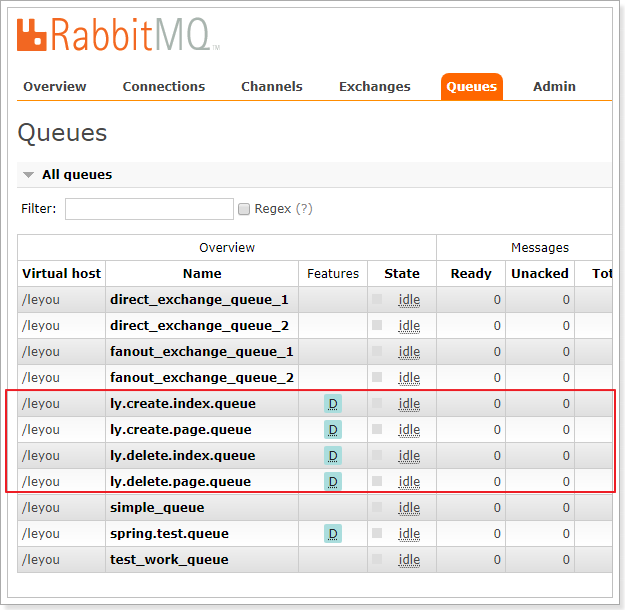 RabbitMQ™
Overview Connections Channels Exchanges Queues Admin
Queues
All queues
Filter: Regex (?)
Overview Messages
Virtual host Name Features State Ready Unacked Tot
/leyou direct_exchange_queue_1 idle 0 0
/leyou direct_exchange_queue_2 idle 0 0
/leyou fanout_exchange_queue_1 idle 0 0
/leyou fanout_exchange_queue_2 idle 0 0
/leyou ly.create.index.queue D idle 0 0
/leyou ly.create.page.queue D idle 0 0
/leyou ly.delete.index.queue D idle 0 0
/leyou ly.delete.page.queue D idle 0 0
/leyou simple_queue idle 0 0
/leyou spring.test.queue D idle 0 0
/leyou test_work_queue idle 0 0